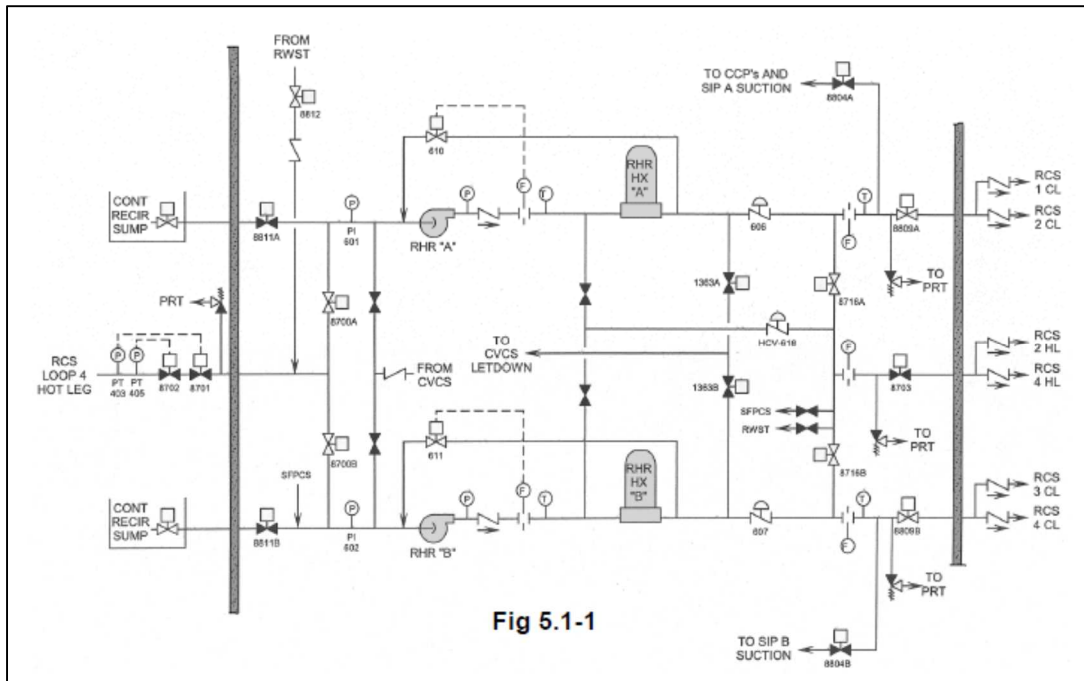 FROM
RWST
8812
TO CCP's AND
SIP A SUCTION
8804A
610
CONT
RECIR
SUMP
8811A
P
PI
601
RHR "A"
P
F
T
RHR
HX
"A"
606
F
T
8809A
TO
PRT
RCS
1 CL
RCS
2 CL
PRT
8700A
1363A
8716A
HCV-618
RCS
LOOP 4
HOT LEG
P
P
PT
403
PT
405
8702
8701
FROM
CVCS
TO
CVCS
LETDOWN
1363B
F
8703
TO
PRT
RCS
2 HL
RCS
4 HL
SFPCS
RWST
8700B
611
8716B
CONT
RECIR
SUMP
8811B
SFPCS
P
PI
602
RHR "B"
P
F
T
RHR
HX
"B"
607
F
T
8809B
TO
PRT
RCS
3 CL
RCS
4 CL
Fig 5.1-1
TO SIP B
SUCTION
8804B